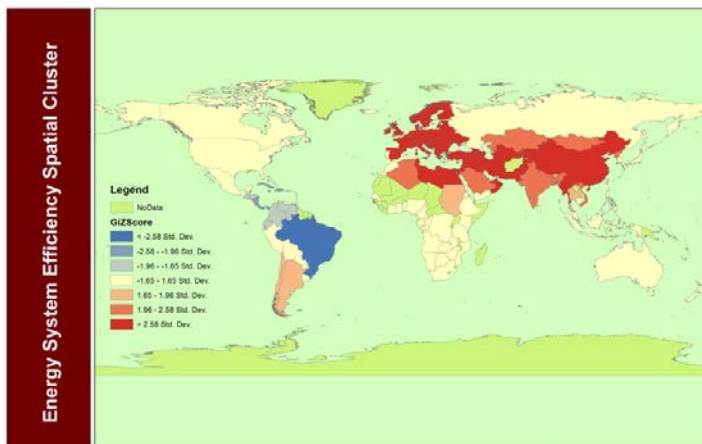 Energy System Efficiency Spatial Cluster
Legend
NoData
GiZScore
< -2.58 Std. Dev.
-2.58 - -1.96 Std. Dev.
-1.96 - -1.65 Std. Dev.
-1.65 - 1.65 Std. Dev.
1.65 - 1.96 Std. Dev.
1.96 - 2.58 Std. Dev.
> 2.58 Std. Dev.